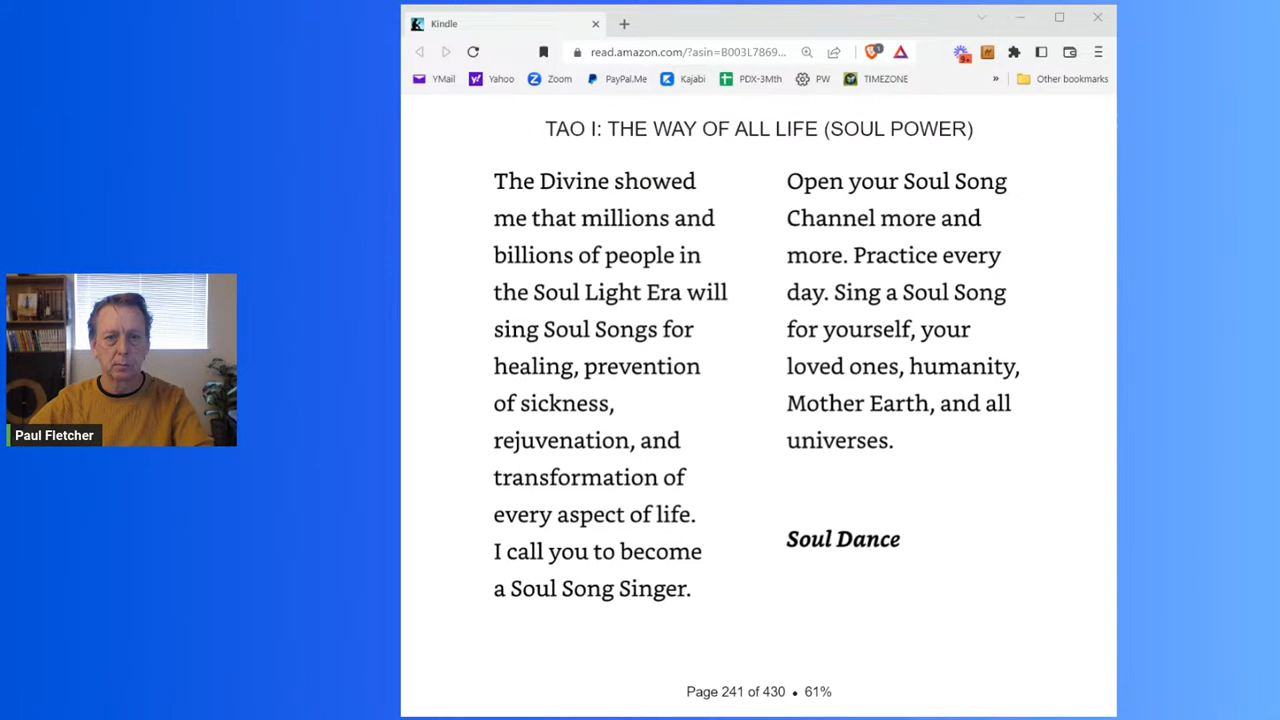 Kindle
read.amazon.com/?asin=B003L7869...
1
9+
YMail
Yahoo
Zoom
PayPal.Me
Kajabi
PDX-3Mth
PW
TIMEZONE
»
Other bookmarks
TAO I: THE WAY OF ALL LIFE (SOUL POWER)
The Divine showed
me that millions and
billions of people in
the Soul Light Era will
sing Soul Songs for
healing, prevention
of sickness,
rejuvenation, and
transformation of
every aspect of life.
I call you to become
a Soul Song Singer.
Open your Soul Song
Channel more and
more. Practice every
day. Sing a Soul Song
for yourself, your
loved ones, humanity,
Mother Earth, and all
universes.
Soul Dance
Page 241 of 430 • 61%
Paul Fletcher